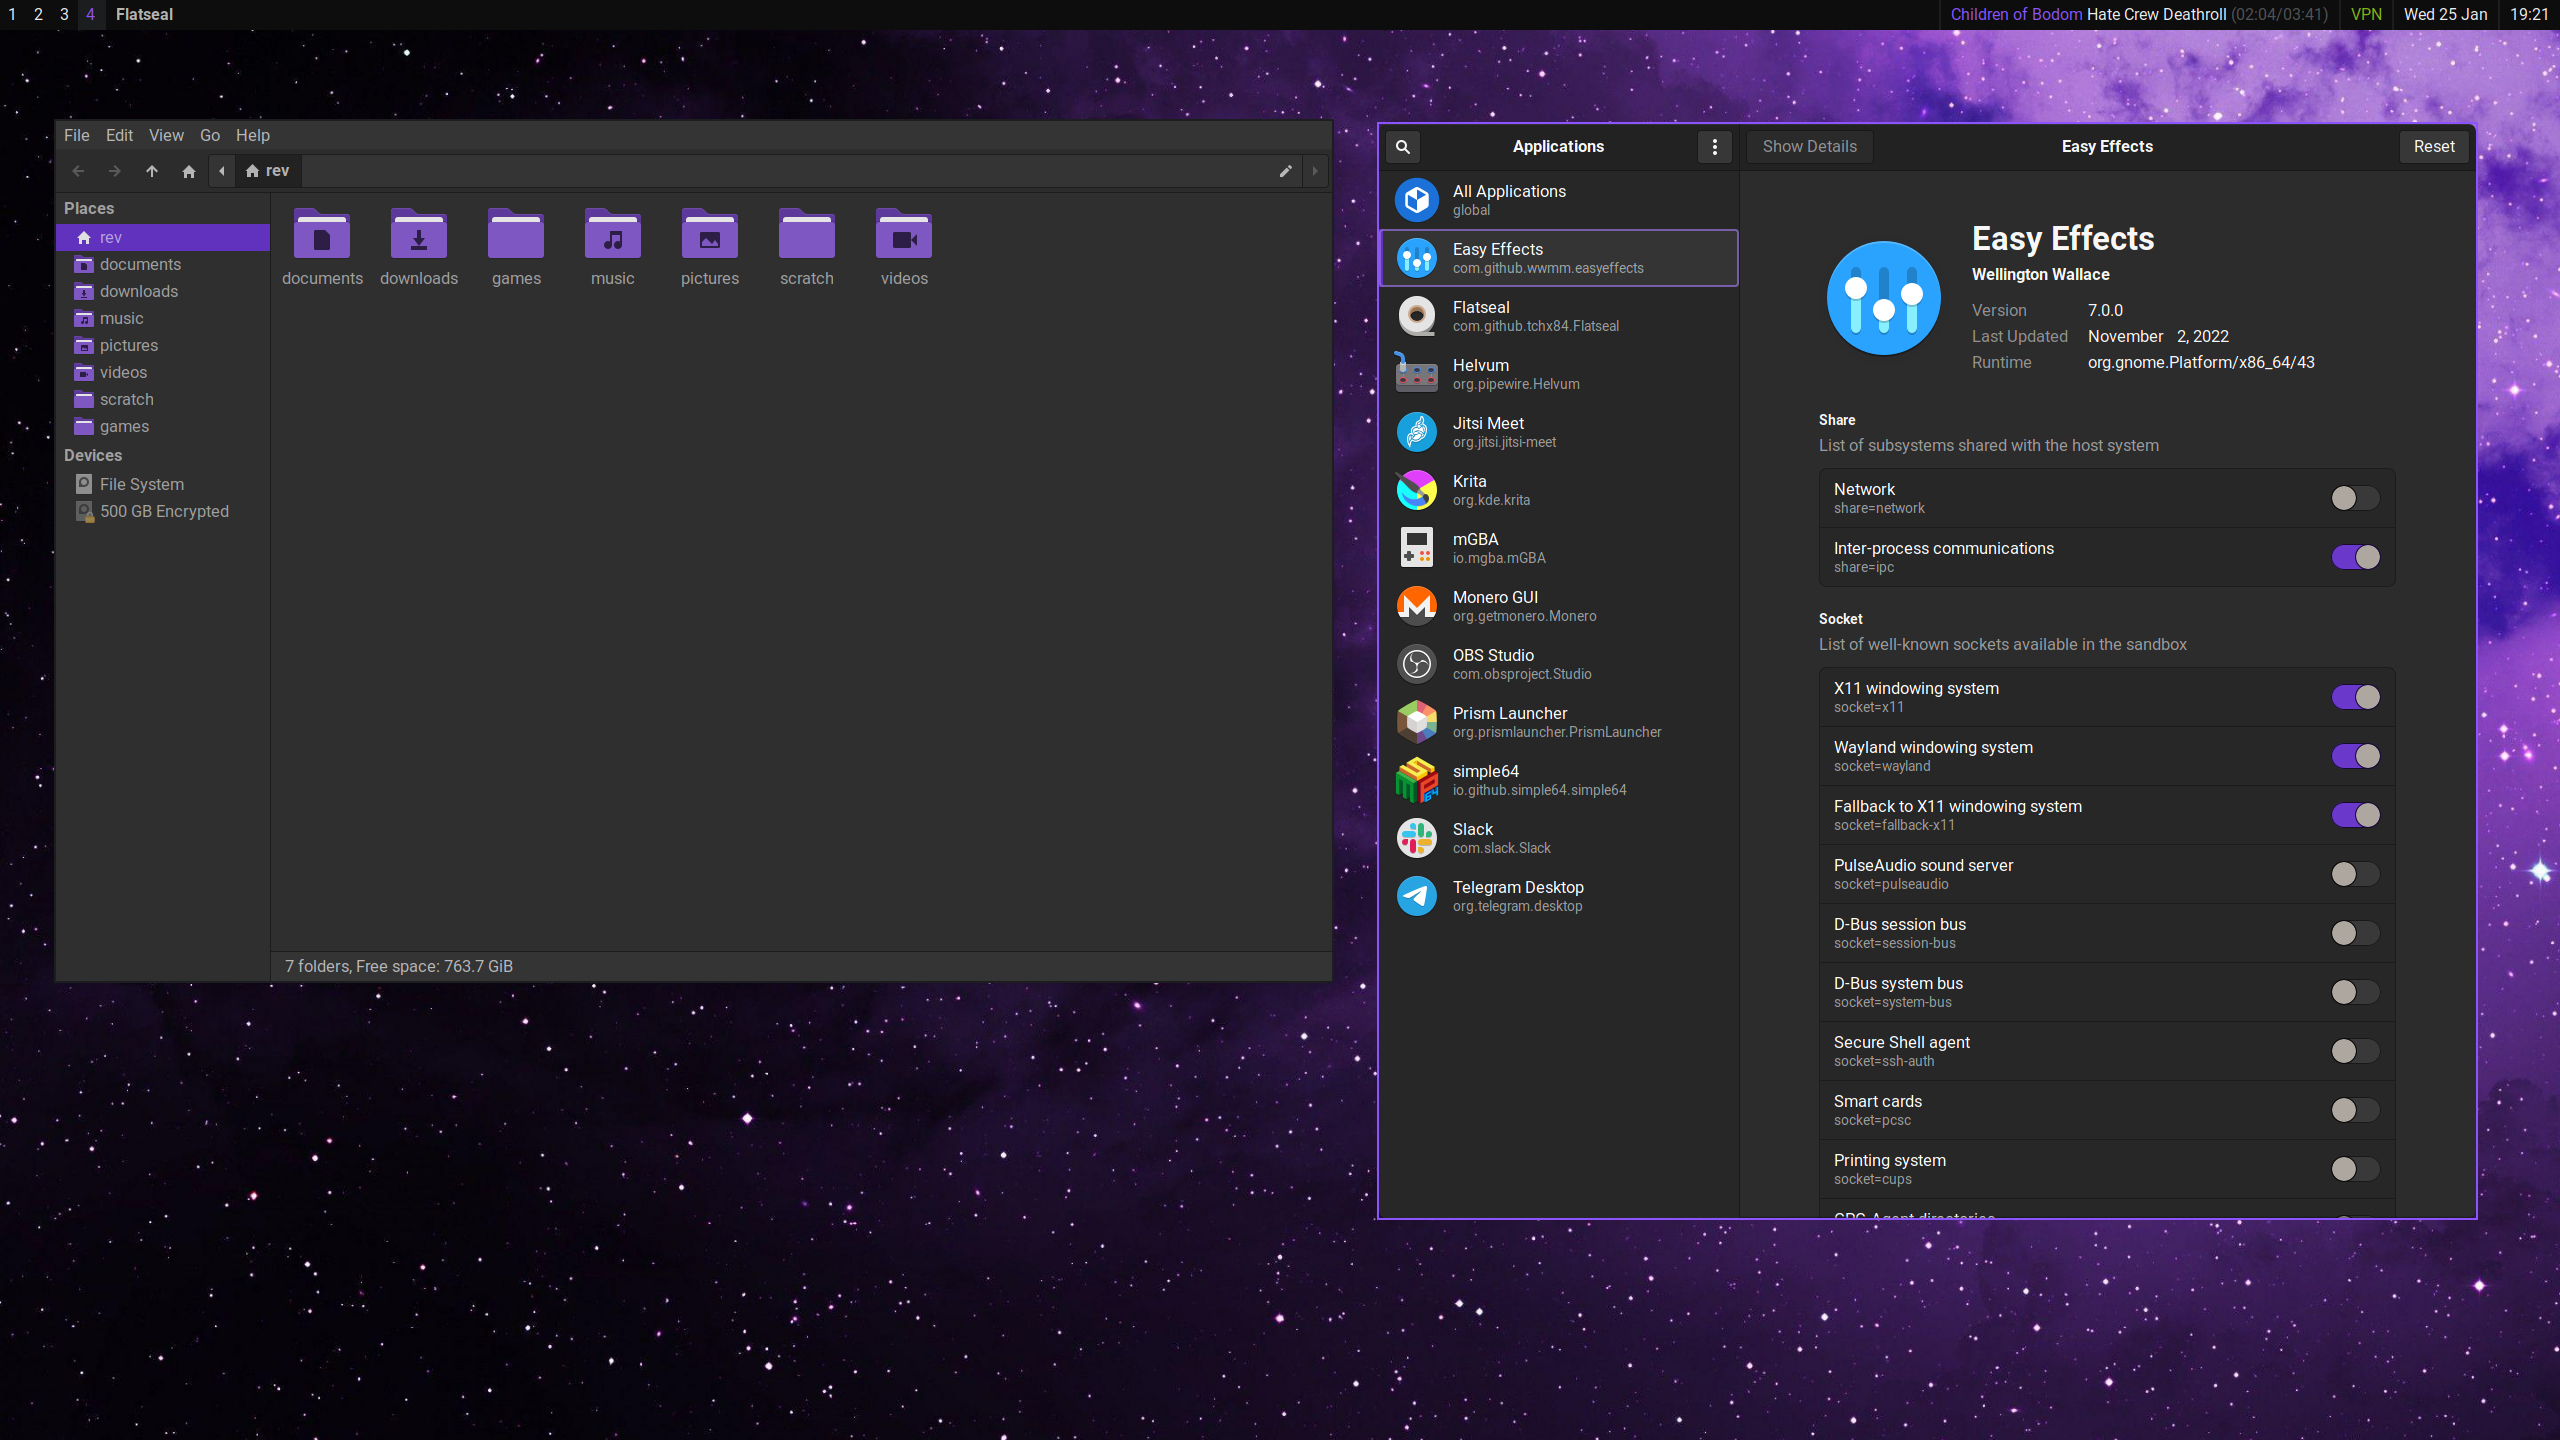 1 2 3 4 Flatseal
Children of Bodom Hate Crew Deathroll (02:04/03:41) VPN Wed 25 Jan 19:21
File Edit View Go Help
rev
Places
rev
documents
downloads
music
pictures
videos
scratch
games
Devices
File System
500 GB Encrypted
documents downloads games music pictures scratch videos
7 folders, Free space: 763.7 GiB
Applications
All Applications
global
Easy Effects
com.github.wwmm.easyeffects
Flatseal
com.github.tchx84.Flatseal
Helvum
org.pipewire.Helvum
Jitsi Meet
org.jitsi.jitsi-meet
Krita
org.kde.krita
mGBA
io.mgba.mGBA
Monero GUI
org.getmonero.Monero
OBS Studio
com.obsproject.Studio
Prism Launcher
org.prismlauncher.PrismLauncher
simple64
io.github.simple64.simple64
Slack
com.slack.Slack
Telegram Desktop
org.telegram.desktop
Show Details Easy Effects Reset
Easy Effects
Wellington Wallace
Version 7.0.0
Last Updated November 2, 2022
Runtime org.gnome.Platform/x86_64/43
Share
List of subsystems shared with the host system
Network
share=network
Inter-process communications
share=ipc
Socket
List of well-known sockets available in the sandbox
X11 windowing system
socket=x11
Wayland windowing system
socket=wayland
Fallback to X11 windowing system
socket=fallback-x11
PulseAudio sound server
socket=pulseaudio
D-Bus session bus
socket=session-bus
D-Bus system bus
socket=system-bus
Secure Shell agent
socket=ssh-auth
Smart cards
socket=pcsc
Printing system
socket=cups